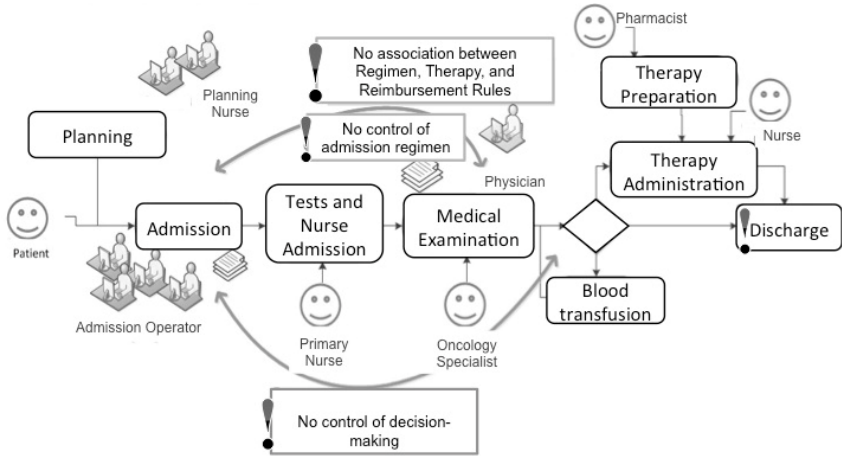 Pharmacist
No association between
Regimen, Therapy, and
Reimbursement Rules
Planning
Nurse
Therapy
Preparation
No control of
admission regimen
Planning
Nurse
Therapy
Administration
Physician
Tests and
Nurse
Admission
Medical
Examination
Admission
Discharge
Patient
Blood
transfusion
Admission Operator
Primary
Nurse
Oncology
Specialist
No control of decision-
making